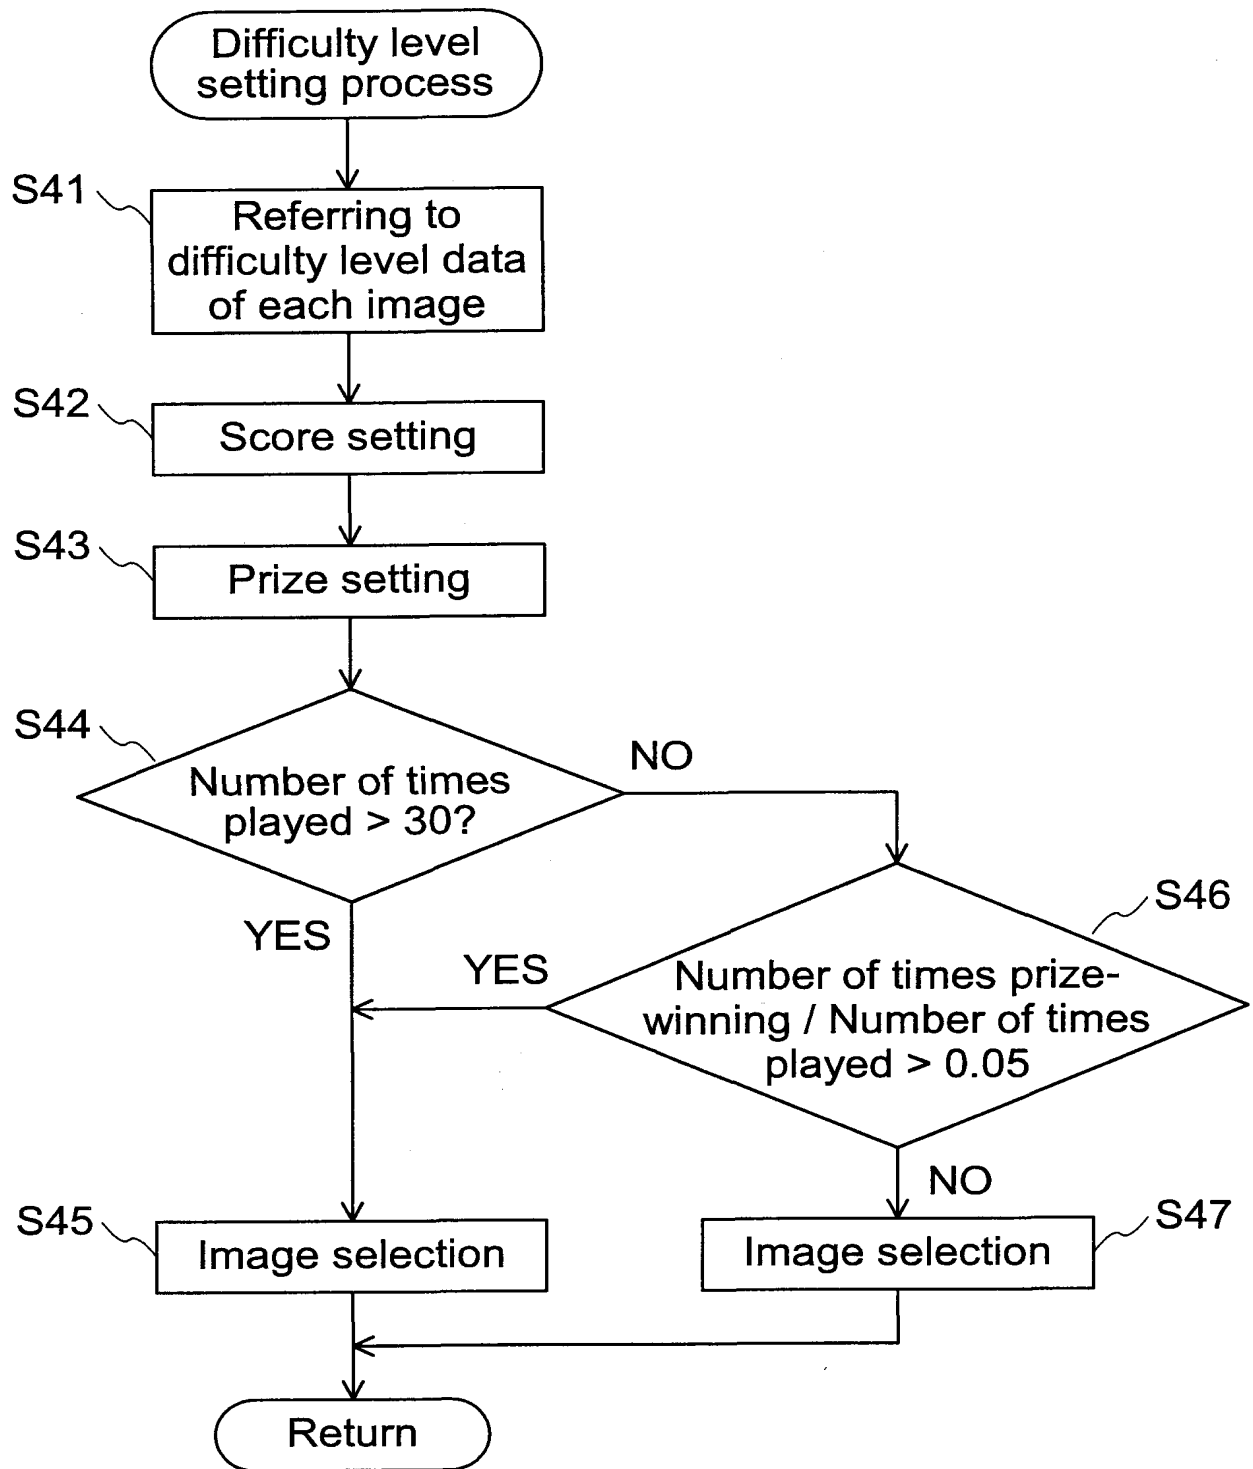 Difficulty level
setting process
S41
Referring to
difficulty level data
of each image
S42
Score setting
S43
Prize setting
S44
Number of times
played > 30?
NO
YES
S46
Number of times prize-
winning / Number of times
played > 0.05
YES
NO
S45
Image selection
S47
Image selection
Return